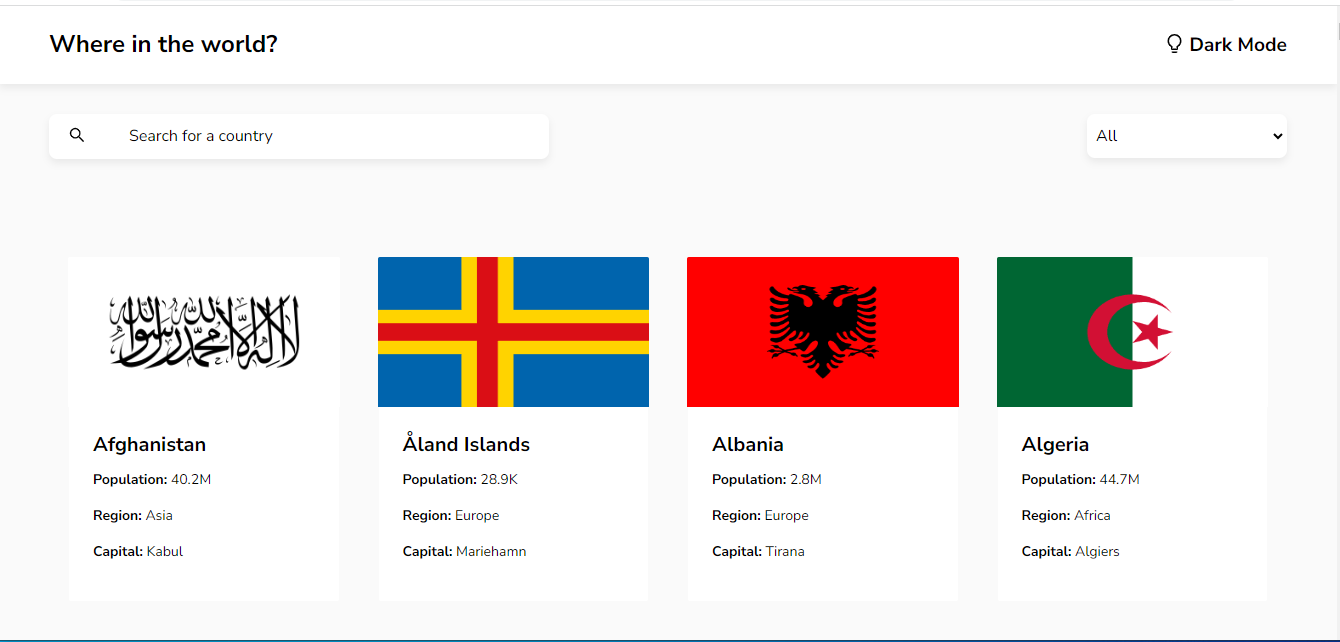 Where in the world?
Dark Mode
Search for a country
All
لا إله إلا الله محمد رسول الله
Afghanistan
Population: 40.2M
Region: Asia
Capital: Kabul
Åland Islands
Population: 28.9K
Region: Europe
Capital: Mariehamn
Albania
Population: 2.8M
Region: Europe
Capital: Tirana
Algeria
Population: 44.7M
Region: Africa
Capital: Algiers